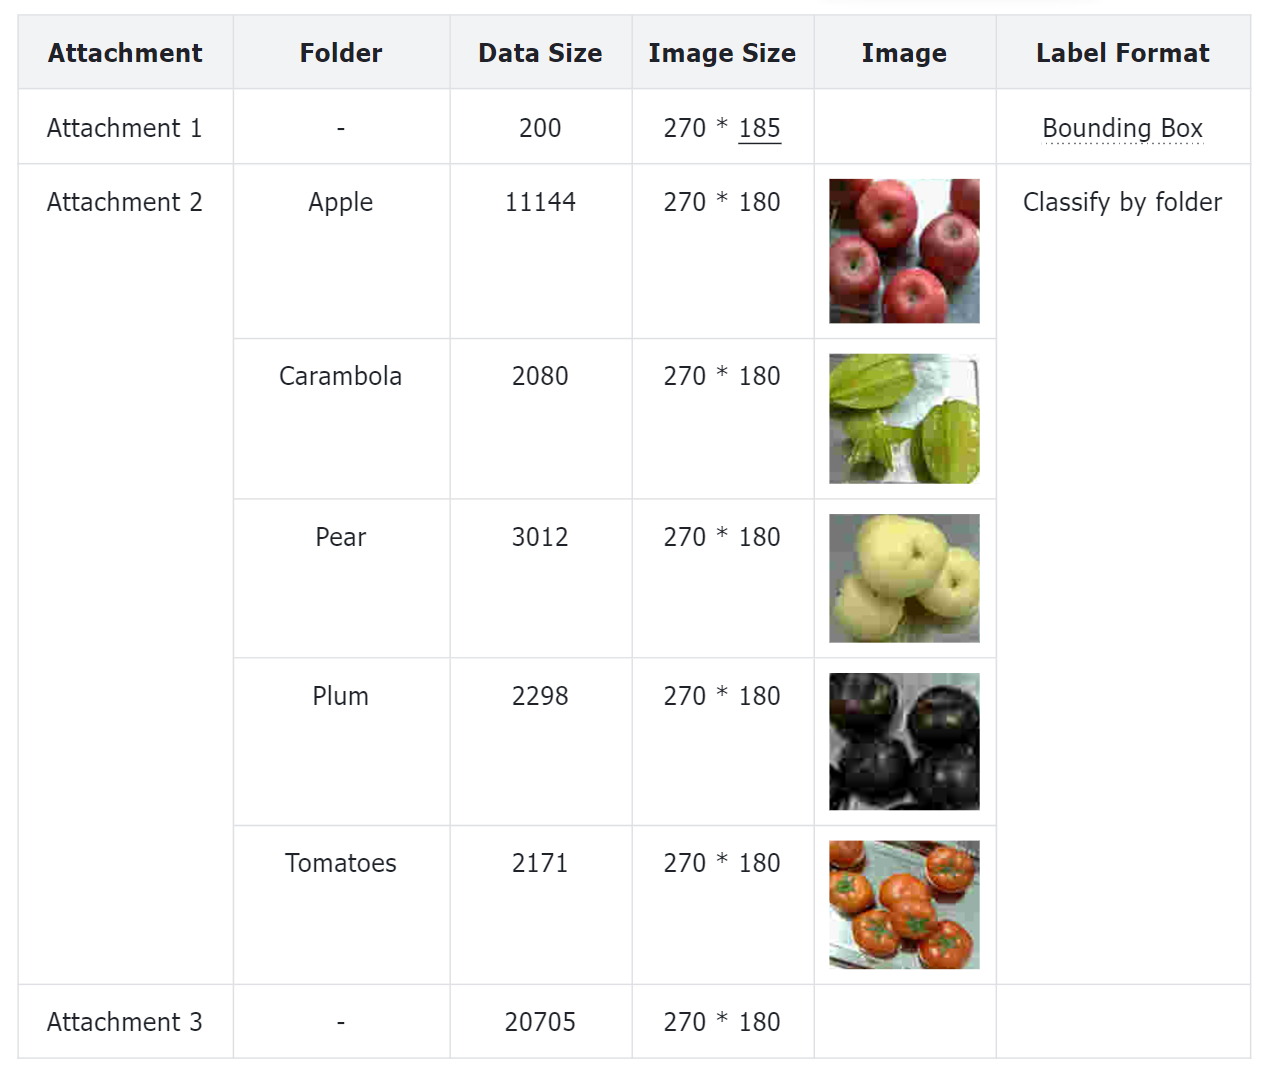 Attachment Folder Data Size Image Size Image Label Format
Attachment 1 - 200 270 * 185 Bounding Box
Attachment 2 Apple 11144 270 * 180 Classify by folder
Carambola 2080 270 * 180
Pear 3012 270 * 180
Plum 2298 270 * 180
Tomatoes 2171 270 * 180
Attachment 3 - 20705 270 * 180